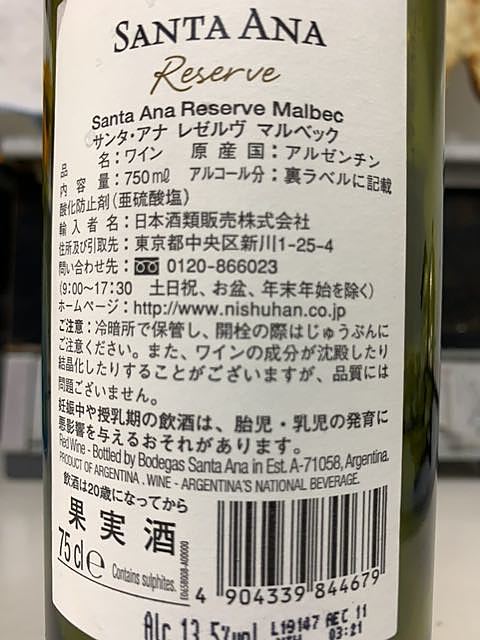 SANTA ANA
Reserve
Santa Ana Reserve Malbec
サンタ・アナ レゼルヴ マルベック
品名：ワイン 原産国：アルゼンチン
内容量：750㎖ アルコール分：裏ラベルに記載
酸化防止剤（亜硫酸塩）
輸入者名：日本酒類販売株式会社
住所及び引取先：東京都中央区新川1-25-4
問い合わせ先： 0120-866023
（9:00〜17:30 土日祝、お盆、年末年始を除く）
ホームページ：http://www.nishuhan.co.jp
ご注意：冷暗所で保管し、開栓の際はじゅうぶんに
ご注意ください。また、ワインの成分が沈殿したり
結晶化したりすることがございますが、品質には
問題ございません。
妊娠中や授乳期の飲酒は、胎児・乳児の発育に
悪影響を与えるおそれがあります。
Red Wine - Bottled by Bodegas Santa Ana in Est. A-71058, Argentina.
PRODUCT OF ARGENTINA . WINE - ARGENTINA'S NATIONAL BEVERAGE.
飲酒は20歳になってから
果実酒
75 cl e Contains sulphites.
4 904339 844679
Alc 13,5%vol L19147 AEC 11
03:21